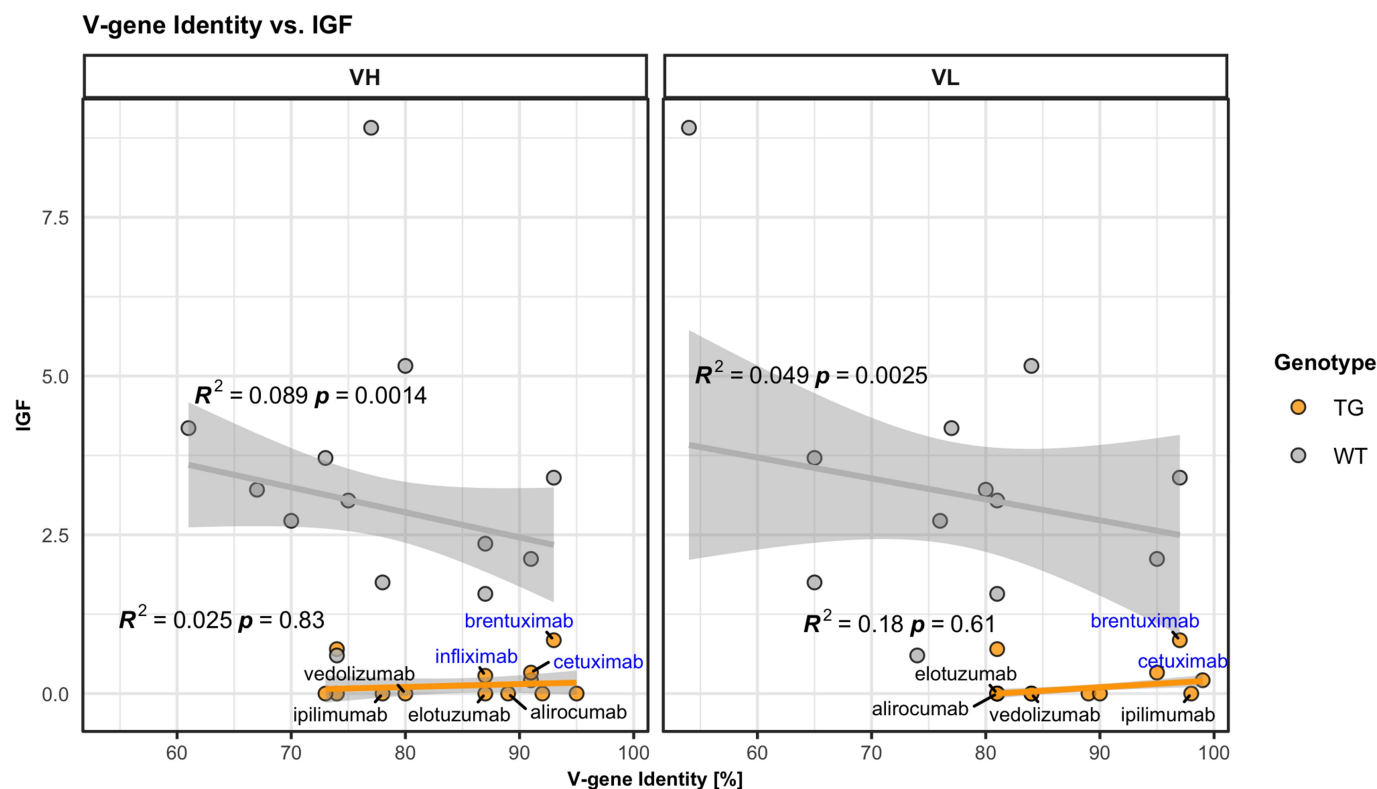 V-gene Identity vs. IGF
VH
VL
IGF
7.5
5.0
2.5
0.0
R² = 0.089 p = 0.0014
R² = 0.025 p = 0.83
brentuximab
infliximab
cetuximab
vedolizumab
ipilimumab
elotuzumab
alirocumab
R² = 0.049 p = 0.0025
R² = 0.18 p = 0.61
brentuximab
cetuximab
elotuzumab
alirocumab
vedolizumab
ipilimumab
60 70 80 90 100
60 70 80 90 100
V-gene Identity [%]
Genotype
TG
WT